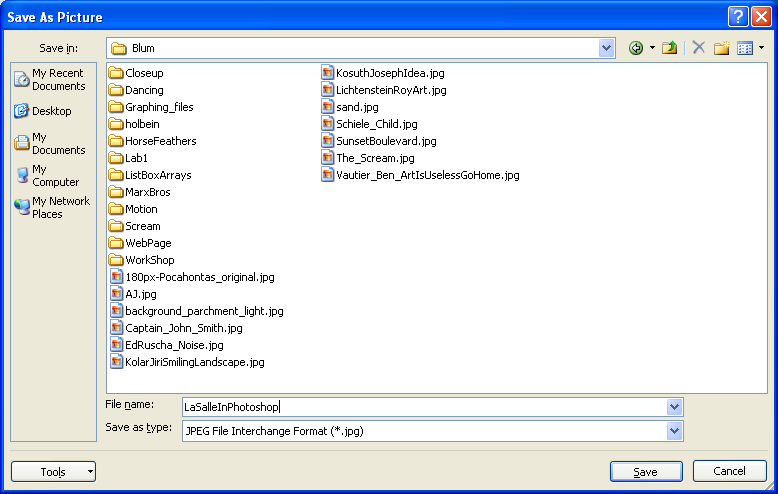 Save As Picture
Save in:
Blum
My Recent
Documents
Desktop
My
Documents
My
Computer
My Network
Places
Closeup
Dancing
Graphing_files
holbein
HorseFeathers
Lab1
ListBoxArrays
MarxBros
Motion
Scream
WebPage
WorkShop
180px-Pocahontas_original.jpg
AJ.jpg
background_parchment_light.jpg
Captain_John_Smith.jpg
EdRuscha_Noise.jpg
KolarJiriSmilingLandscape.jpg
KosuthJosephIdea.jpg
LichtensteinRoyArt.jpg
sand.jpg
Schiele_Child.jpg
SunsetBoulevard.jpg
The_Scream.jpg
Vautier_Ben_ArtIsUselessGoHome.jpg
File name:
LaSalleInPhotoshop
Save as type:
JPEG File Interchange Format (*.jpg)
Tools
Save
Cancel